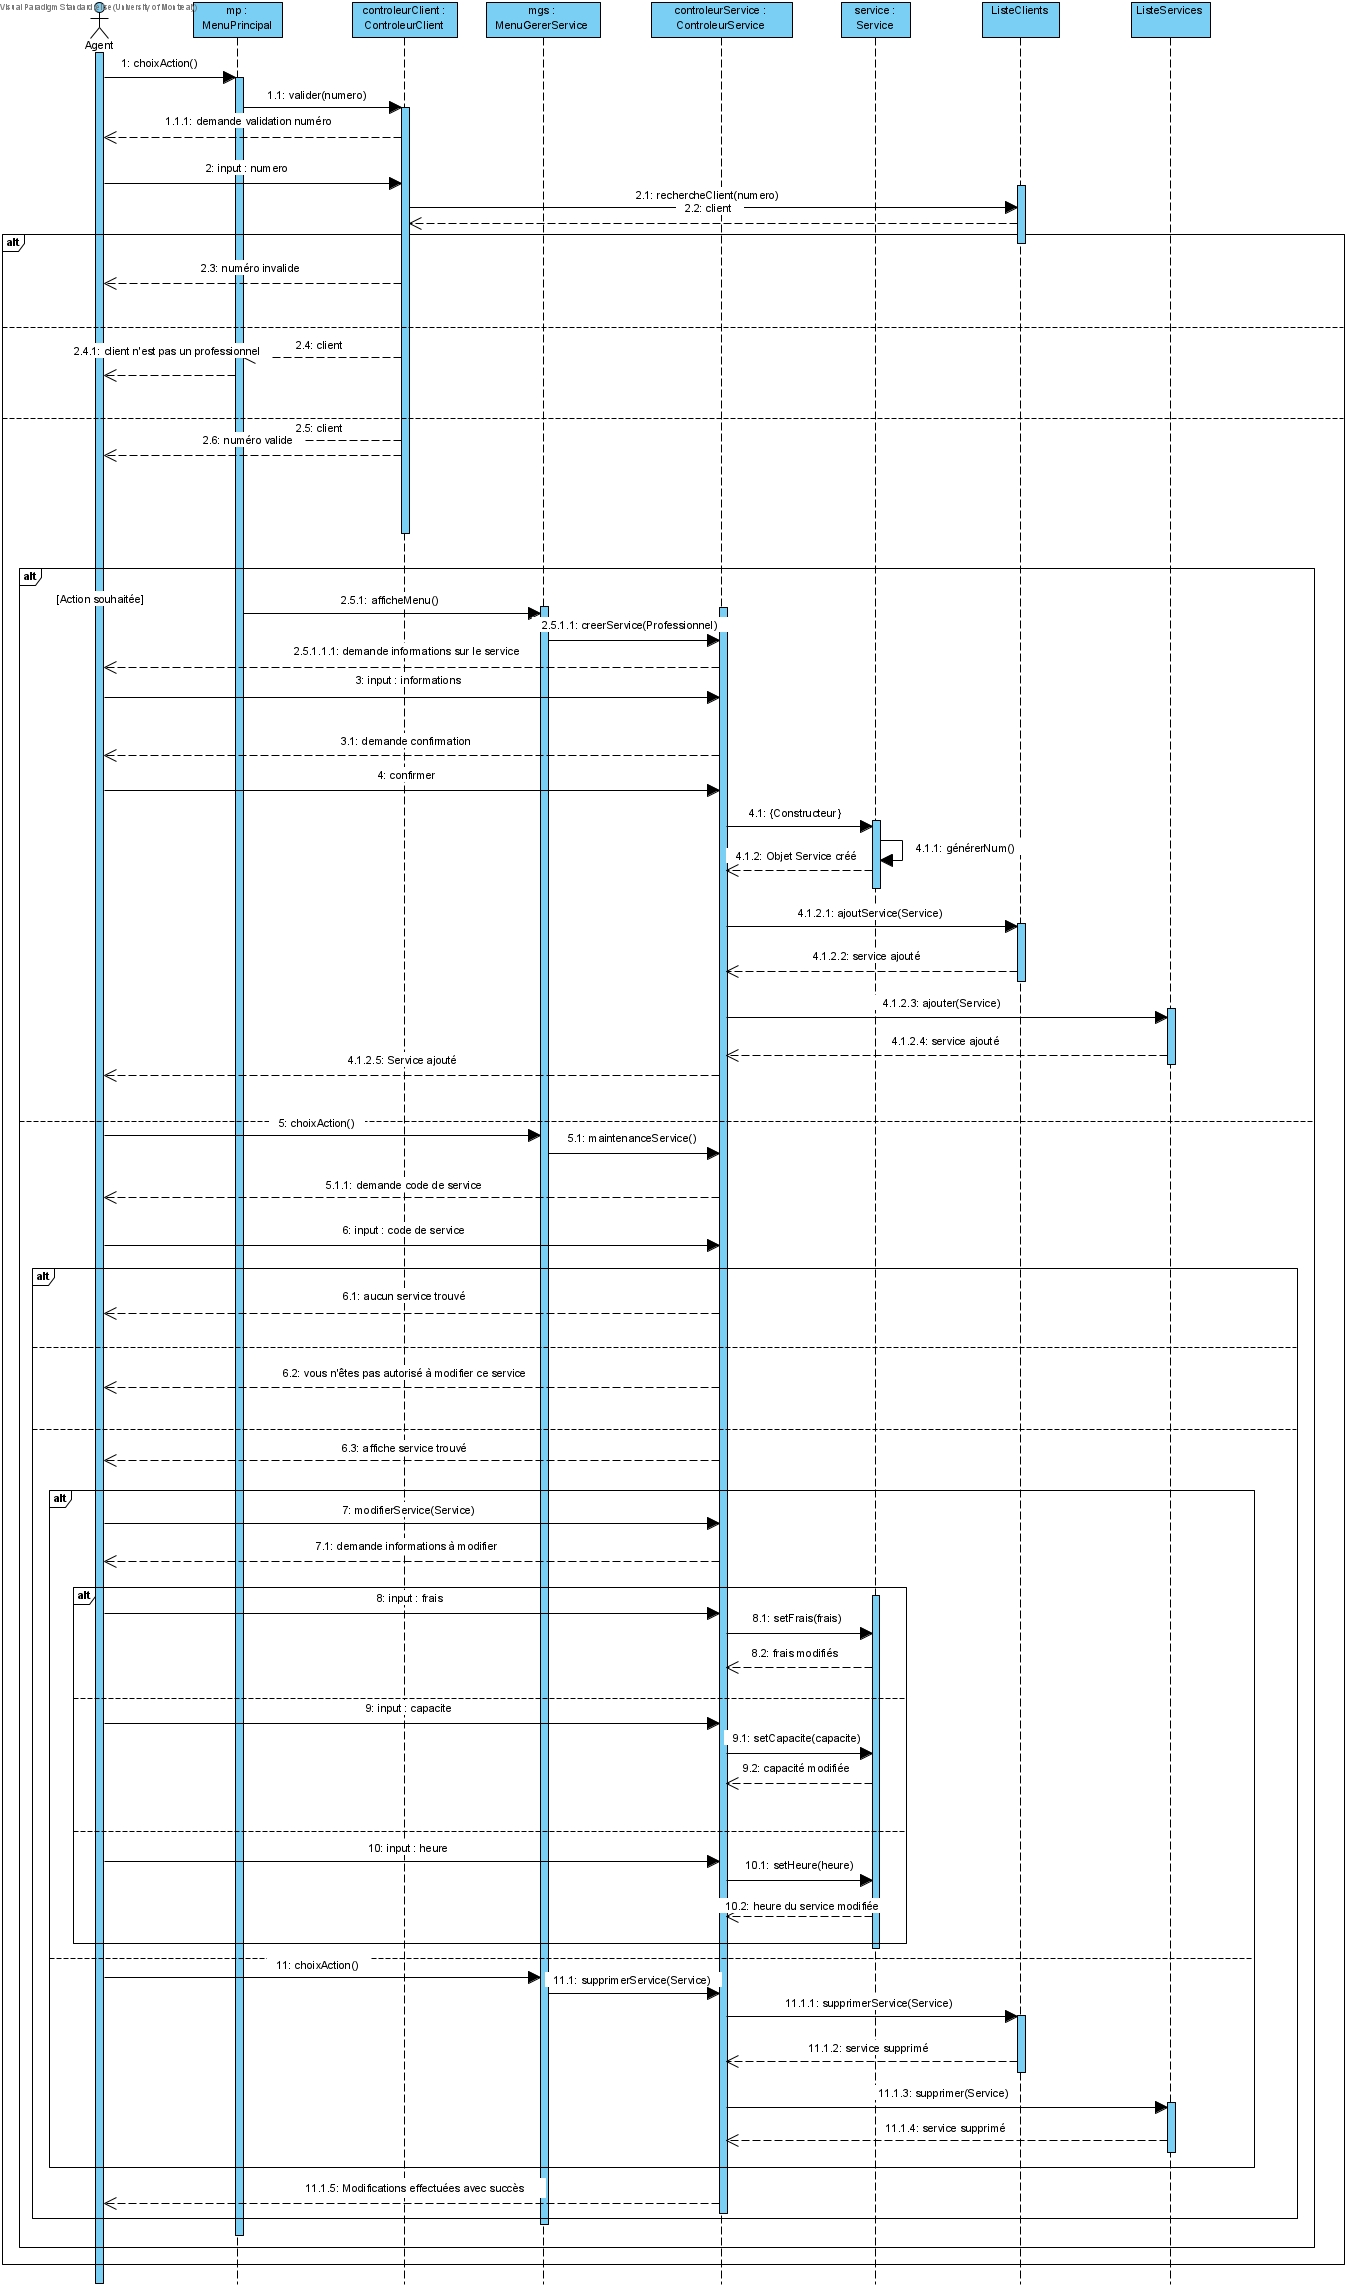 Visual Paradigm Standard(elise(University of Montreal))
mp :
MenuPrincipal
controleurClient :
ControleurClient
mgs :
MenuGererService
controleurService :
ControleurService
service :
Service
ListeClients
ListeServices
Agent
1: choixAction()
1.1: valider(numero)
1.1.1: demande validation numéro
2: input : numero
2.1: rechercheClient(numero)
2.2: client
alt
2.3: numéro invalide
2.4: client
2.4.1: client n'est pas un professionnel
2.5: client
2.6: numéro valide
alt
[Action souhaitée]
2.5.1: afficheMenu()
2.5.1.1: creerService(Professionnel)
2.5.1.1.1: demande informations sur le service
3: input : informations
3.1: demande confirmation
4: confirmer
4.1: {Constructeur}
4.1.1: générerNum()
4.1.2: Objet Service créé
4.1.2.1: ajoutService(Service)
4.1.2.2: service ajouté
4.1.2.3: ajouter(Service)
4.1.2.4: service ajouté
4.1.2.5: Service ajouté
5: choixAction()
5.1: maintenanceService()
5.1.1: demande code de service
6: input : code de service
alt
6.1: aucun service trouvé
6.2: vous n'êtes pas autorisé à modifier ce service
6.3: affiche service trouvé
alt
7: modifierService(Service)
7.1: demande informations à modifier
alt
8: input : frais
8.1: setFrais(frais)
8.2: frais modifiés
9: input : capacite
9.1: setCapacite(capacite)
9.2: capacité modifiée
10: input : heure
10.1: setHeure(heure)
10.2: heure du service modifiée
11: choixAction()
11.1: supprimerService(Service)
11.1.1: supprimerService(Service)
11.1.2: service supprimé
11.1.3: supprimer(Service)
11.1.4: service supprimé
11.1.5: Modifications effectuées avec succès